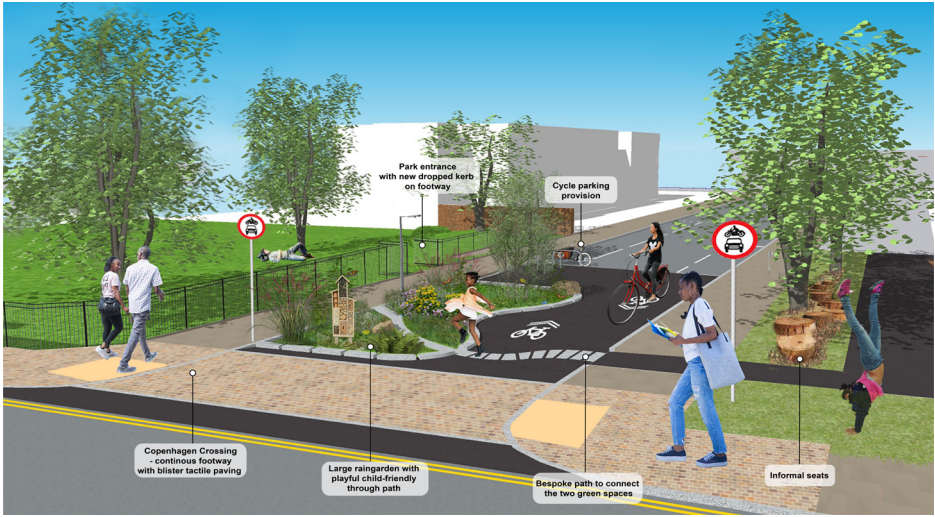 Park entrance
with new dropped kerb
on footway
Cycle parking
provision
Copenhagen Crossing
- continous footway
with blister tactile paving
Large raingarden with
playful child-friendly
through path
Bespoke path to connect
the two green spaces
Informal seats